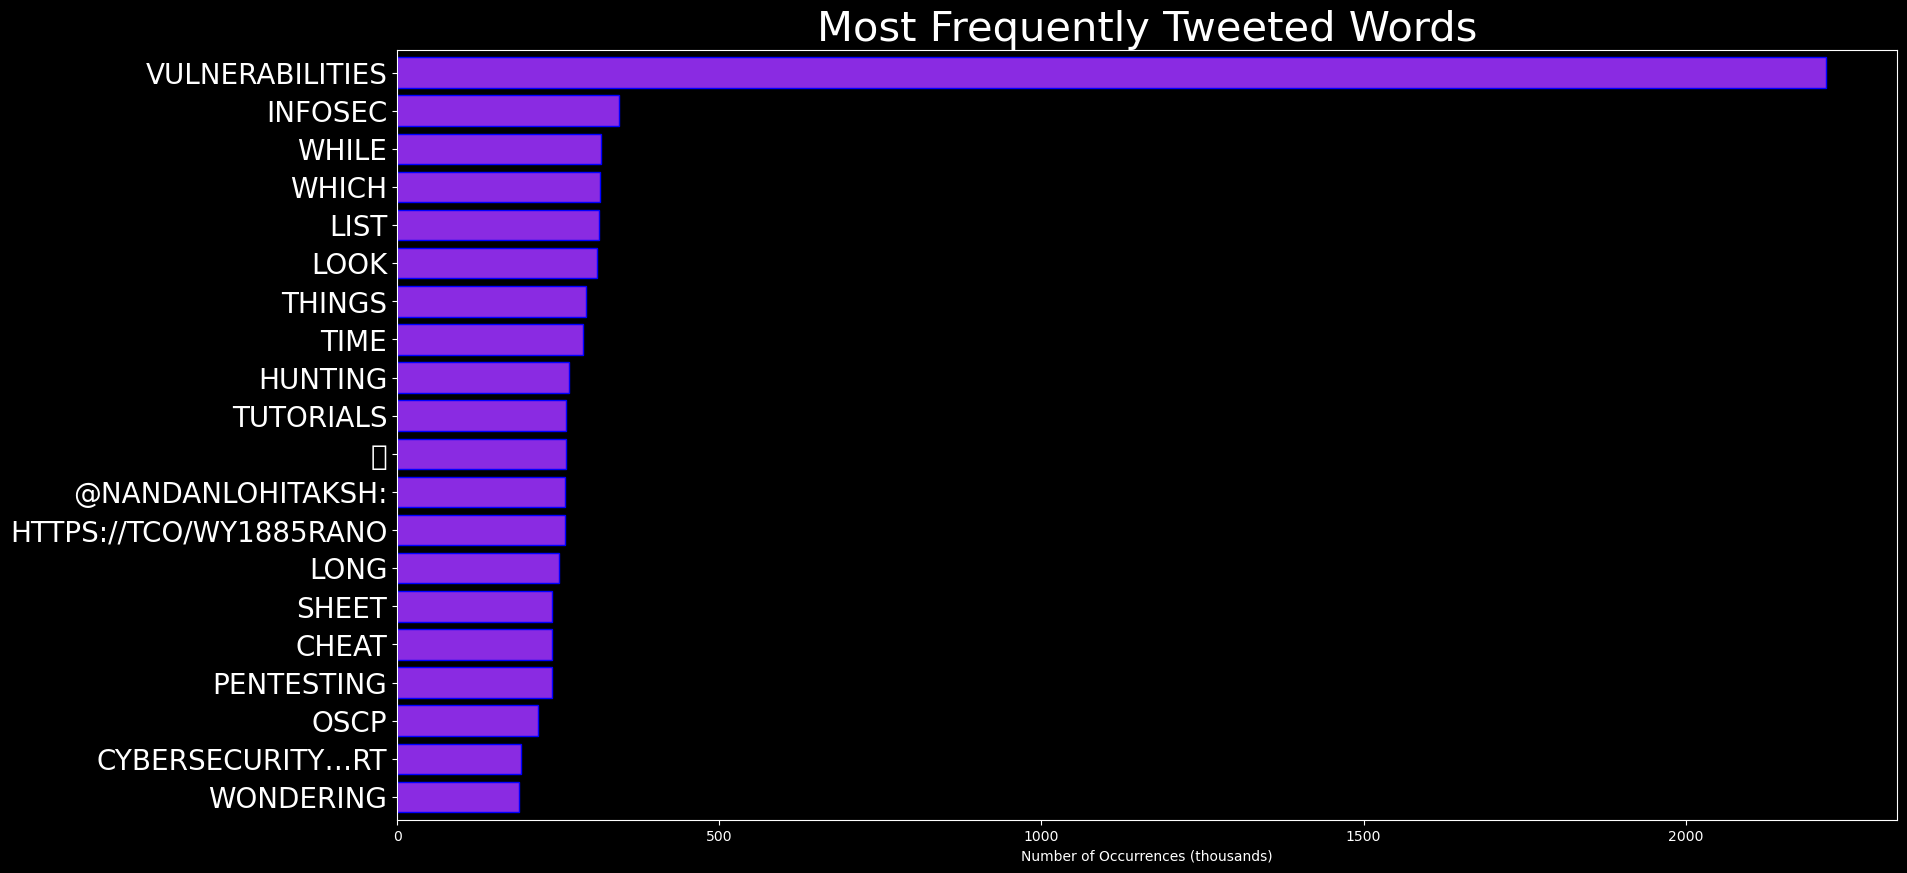 Most Frequently Tweeted Words
VULNERABILITIES
INFOSEC
WHILE
WHICH
LIST
LOOK
THINGS
TIME
HUNTING
TUTORIALS
@NANDANLOHITAKSH:
HTTPS://TCO/WY1885RANO
LONG
SHEET
CHEAT
PENTESTING
OSCP
CYBERSECURITY…RT
WONDERING
0 500 1000 1500 2000
Number of Occurrences (thousands)